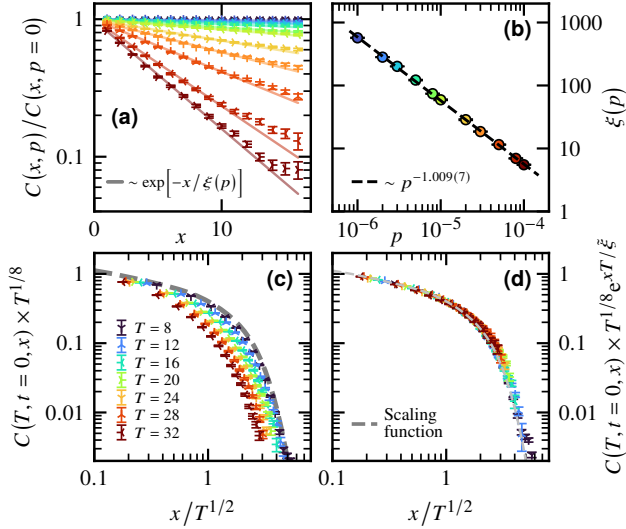 C(x, p)/C(x, p = 0)
1
0.1
(a)
~ exp[−x/ξ(p)]
0
10
x
(b)
1000
100
10
1
ξ(p)
~ p^{−1.009(7)}
10^{−6}
10^{−5}
10^{−4}
p
C(T, t = 0, x) × T^{1/8}
1
0.1
0.01
(c)
T = 8
T = 12
T = 16
T = 20
T = 24
T = 28
T = 32
0.1
1
x/T^{1/2}
(d)
1
0.1
0.01
C(T, t = 0, x) × T^{1/8}e^{xT/ξ̃}
Scaling
function
0.1
1
x/T^{1/2}